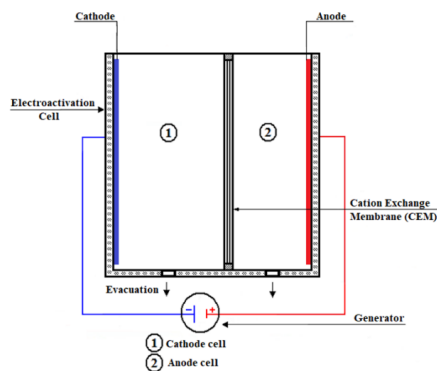 Cathode
Anode
Electroactivation
Cell
1
2
Cation Exchange
Membrane (CEM)
Evacuation
− +
Generator
1 Cathode cell
2 Anode cell